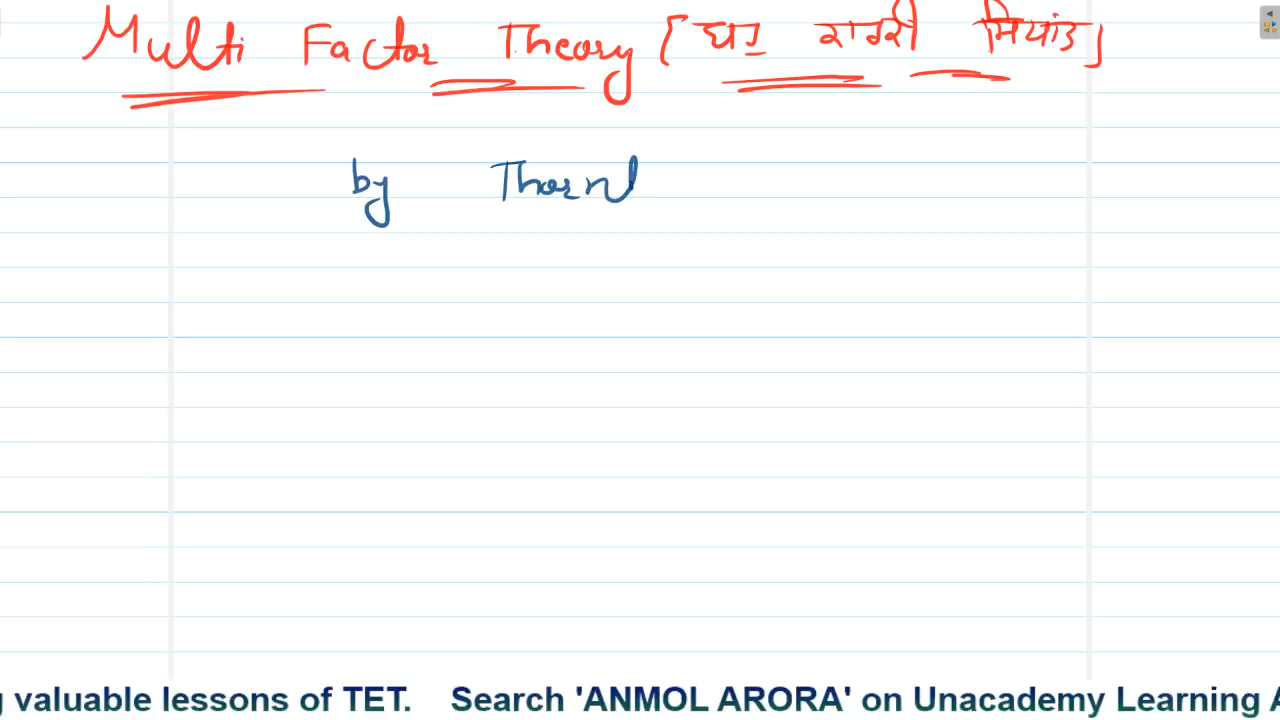 Multi Factor Theory [
by Thorn
g valuable lessons of TET. Search 'ANMOL ARORA' on Unacademy Learning A